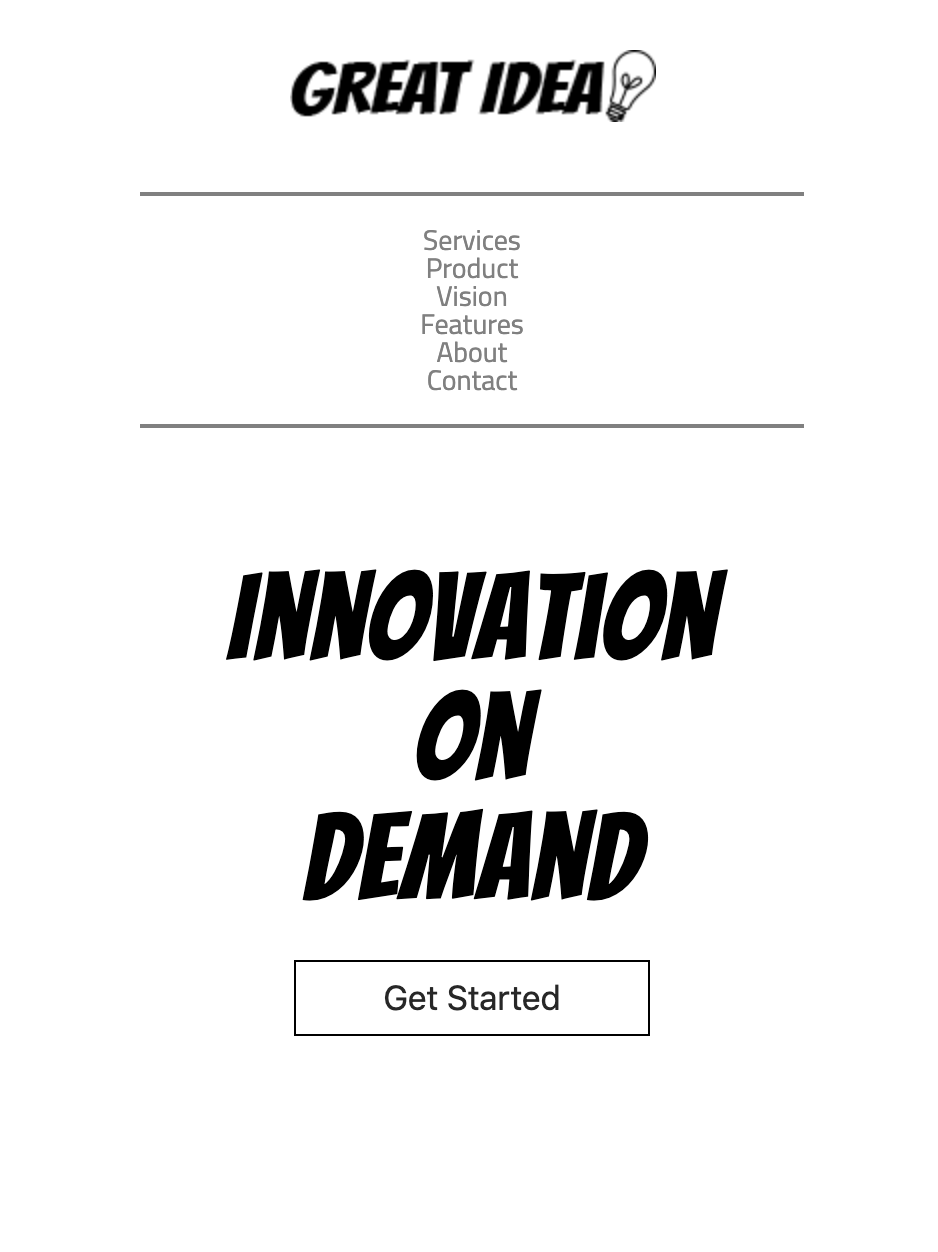 GREAT IDEA
Services
Product
Vision
Features
About
Contact
INNOVATION
ON
DEMAND
Get Started